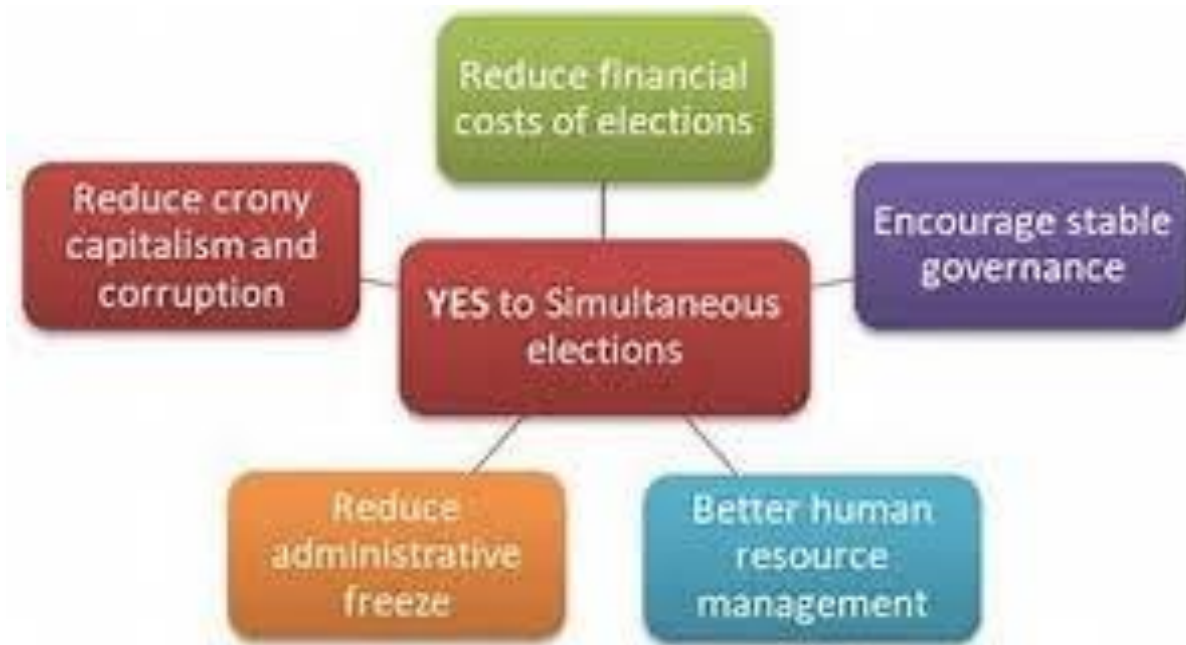 Reduce financial
costs of elections
Reduce crony
capitalism and
corruption
Encourage stable
governance
YES to Simultaneous
elections
Reduce
administrative
freeze
Better human
resource
management